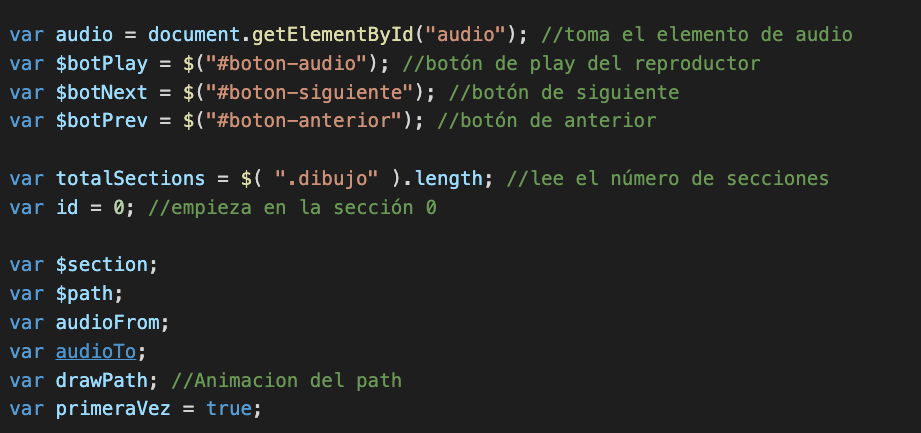 var audio = document.getElementById("audio"); //toma el elemento de audio
var $botPlay = $("#boton-audio"); //botón de play del reproductor
var $botNext = $("#boton-siguiente"); //botón de siguiente
var $botPrev = $("#boton-anterior"); //botón de anterior
var totalSections = $( ".dibujo" ).length; //lee el número de secciones
var id = 0; //empieza en la sección 0
var $section;
var $path;
var audioFrom;
var audioTo;
var drawPath; //Animacion del path
var primeraVez = true;